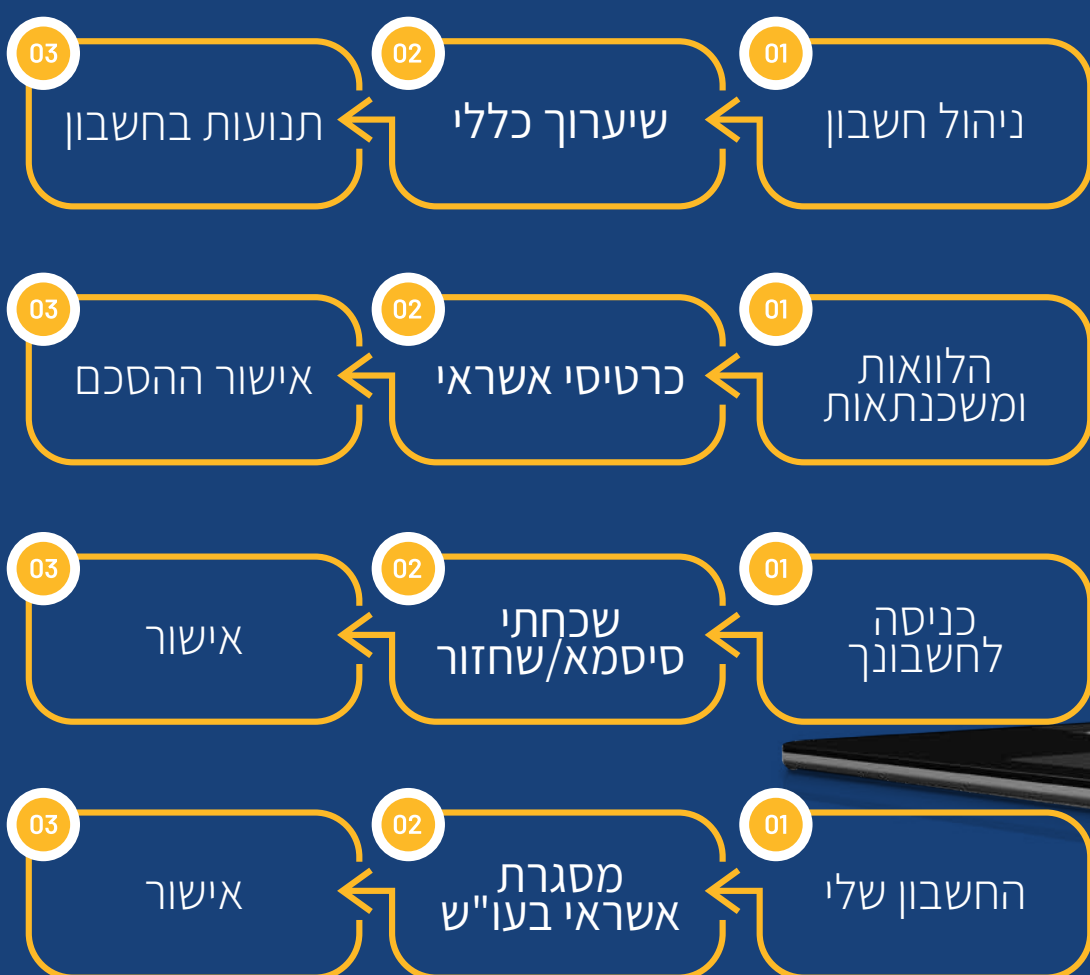 01
ניהול חשבון
02
שיערוך כללי
03
תנועות בחשבון
01
הלוואות
ומשכנתאות
02
כרטיסי אשראי
03
אישור ההסכם
01
כניסה
לחשבונך
02
שכחתי
סיסמא/שחזור
03
אישור
01
החשבון שלי
02
מסגרת
אשראי בעו"ש
03
אישור